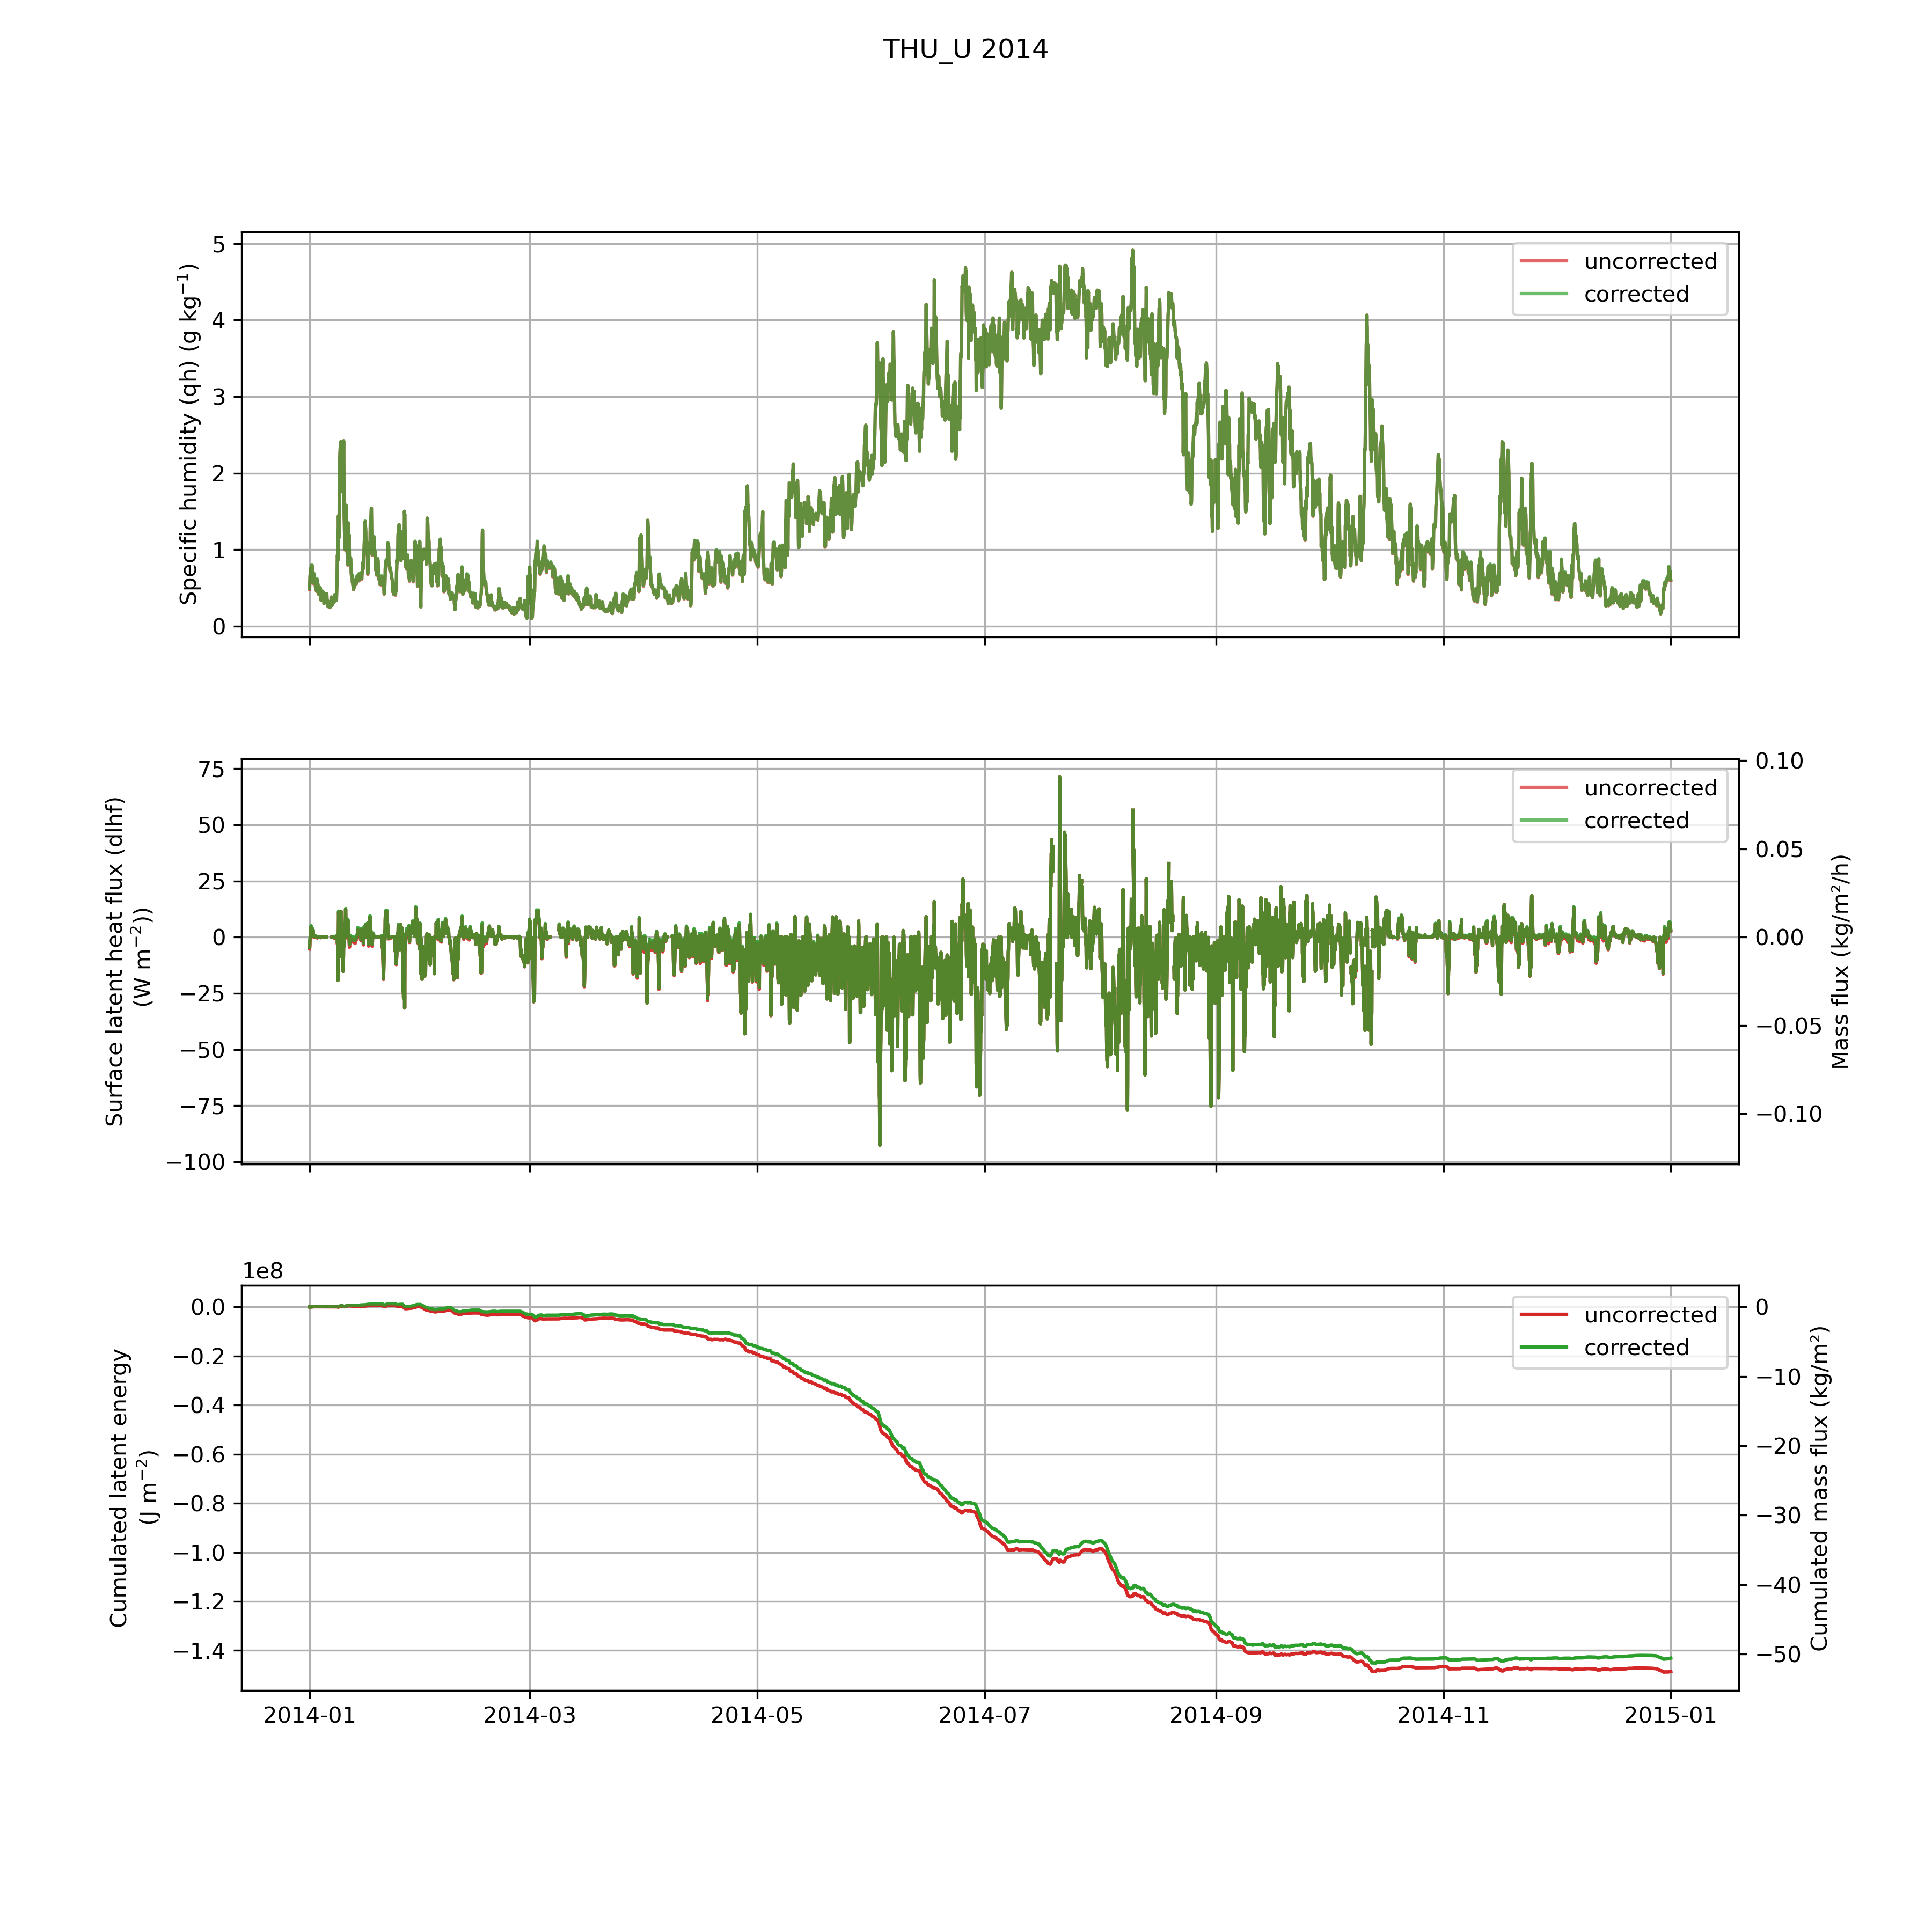 THU_U 2014
Specific humidity (qh) (g kg⁻¹)
5
4
3
2
1
0
uncorrected
corrected
Surface latent heat flux (dlhf)
(W m⁻²))
75
50
25
0
−25
−50
−75
−100
uncorrected
corrected
0.10
0.05
0.00
−0.05
−0.10
Mass flux (kg/m²/h)
1e8
Cumulated latent energy
(J m⁻²)
0.0
−0.2
−0.4
−0.6
−0.8
−1.0
−1.2
−1.4
uncorrected
corrected
0
−10
−20
−30
−40
−50
Cumulated mass flux (kg/m²)
2014-01
2014-03
2014-05
2014-07
2014-09
2014-11
2015-01